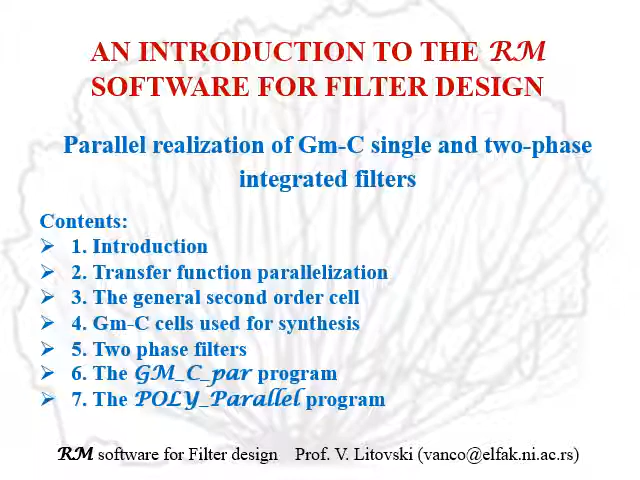 AN INTRODUCTION TO THE RM
SOFTWARE FOR FILTER DESIGN
Parallel realization of Gm-C single and two-phase
integrated filters
Contents:
➢ 1. Introduction
➢ 2. Transfer function parallelization
➢ 3. The general second order cell
➢ 4. Gm-C cells used for synthesis
➢ 5. Two phase filters
➢ 6. The GM_C_par program
➢ 7. The POLY_Parallel program
RM software for Filter design Prof. V. Litovski (vanco@elfak.ni.ac.rs)